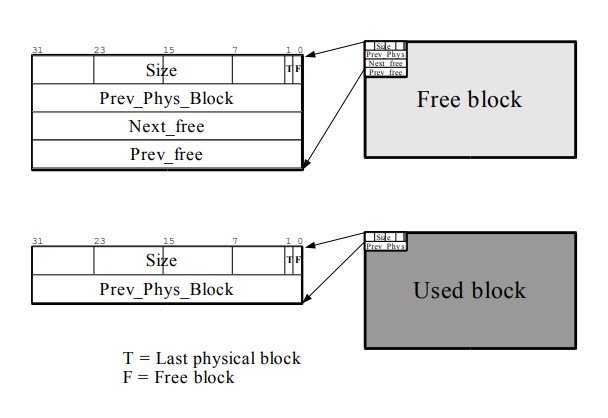 31 23 15 7 1 0
Size T F
Prev_Phys_Block
Next_free
Prev_free
Size
Prev_Phys
Next_free
Prev_free
Free block
31 23 15 7 1 0
Size T F
Prev_Phys_Block
Size
Prev_Phys
Used block
T = Last physical block
F = Free block